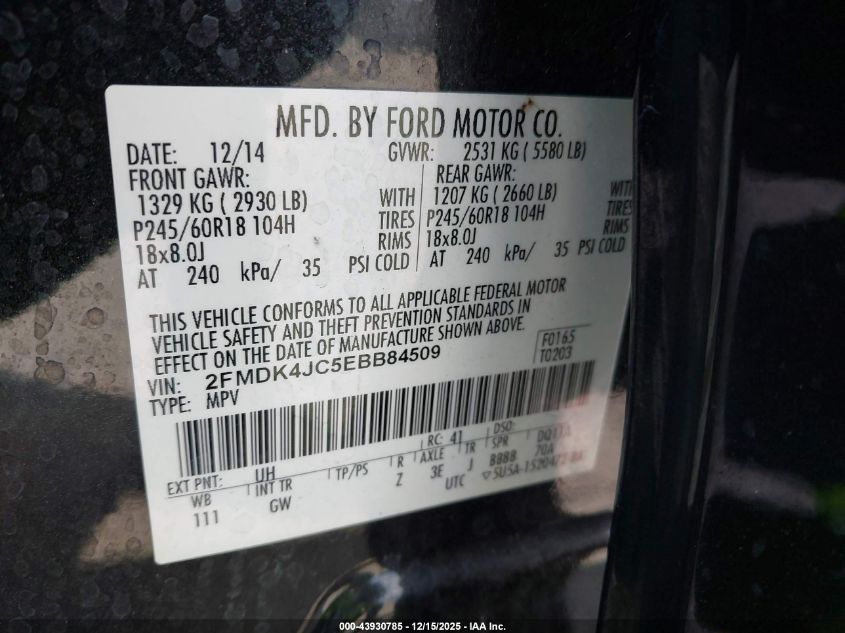 MFD. BY FORD MOTOR CO.
DATE: 12/14 GVWR: 2531 KG ( 5580 LB)
FRONT GAWR: REAR GAWR:
1329 KG ( 2930 LB) WITH 1207 KG ( 2660 LB) WITH
P245/60R18 104H TIRES P245/60R18 104H TIRES
18x8.0J RIMS 18x8.0J RIMS
AT 240 kPa/ 35 PSI COLD AT 240 kPa/ 35 PSI COLD
THIS VEHICLE CONFORMS TO ALL APPLICABLE FEDERAL MOTOR
VEHICLE SAFETY AND THEFT PREVENTION STANDARDS IN
EFFECT ON THE DATE OF MANUFACTURE SHOWN ABOVE.
F0165
VIN: 2FMDK4JC5EBB84509 T0203
TYPE: MPV
EXT PNT: UH RC: 41 DSO:
WB INT TR TP/PS R AXLE TR SPR
111 GW Z 3E J BBBB 70A
UTC
000-43930785 - 12/15/2025 - IAA Inc.